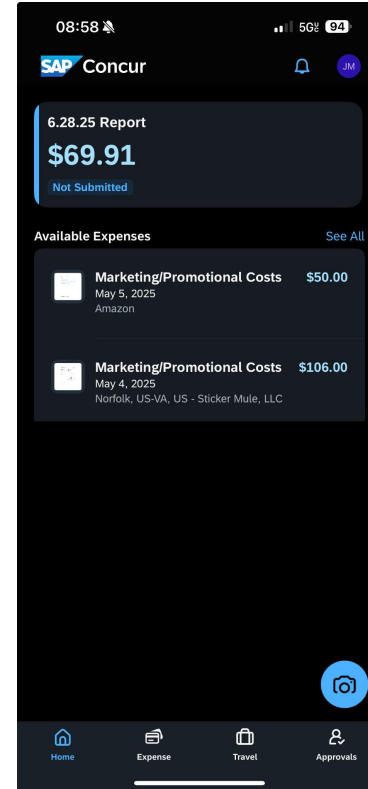 08:58 5G 94
SAP Concur JM
6.28.25 Report
$69.91
Not Submitted
Available Expenses See All
Marketing/Promotional Costs $50.00
May 5, 2025
Amazon
Marketing/Promotional Costs $106.00
May 4, 2025
Norfolk, US-VA, US - Sticker Mule, LLC
Home Expense Travel Approvals